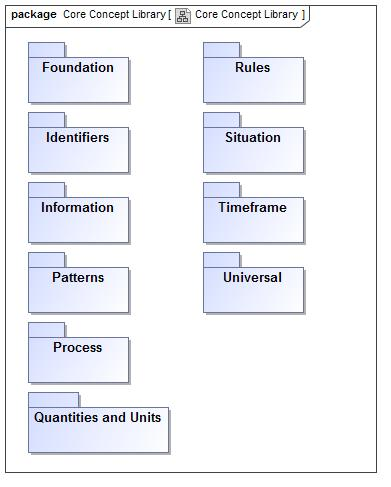 package Core Concept Library [ Core Concept Library ]
Foundation
Identifiers
Information
Patterns
Process
Quantities and Units
Rules
Situation
Timeframe
Universal